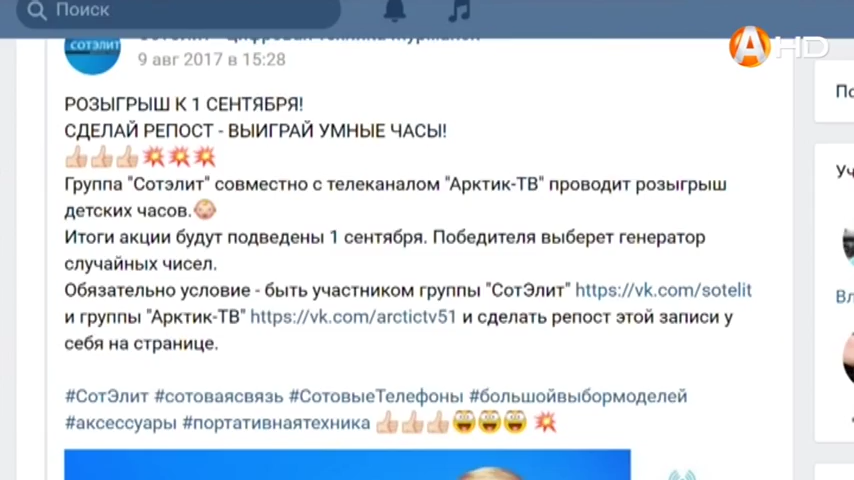 Поиск
HD
СОТЭЛИТ
9 авг 2017 в 15:28
РОЗЫГРЫШ К 1 СЕНТЯБРЯ!
СДЕЛАЙ РЕПОСТ - ВЫИГРАЙ УМНЫЕ ЧАСЫ!
Группа "Сотэлит" совместно с телеканалом "Арктик-ТВ" проводит розыгрыш
детских часов.
Итоги акции будут подведены 1 сентября. Победителя выберет генератор
случайных чисел.
Обязательно условие - быть участником группы "СотЭлит" https://vk.com/sotelit
и группы "Арктик-ТВ" https://vk.com/arctictv51 и сделать репост этой записи у
себя на странице.
#СотЭлит #сотоваясвязь #СотовыеТелефоны #большойвыбормоделей
#аксессуары #портативнаятехника